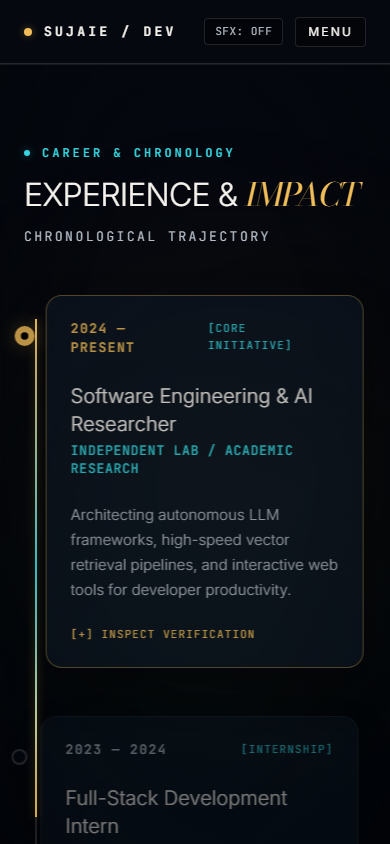 SUJAIE / DEV
SFX: OFF
MENU
CAREER & CHRONOLOGY
EXPERIENCE & IMPACT
CHRONOLOGICAL TRAJECTORY
2024 — PRESENT
[CORE INITIATIVE]
Software Engineering & AI
Researcher
INDEPENDENT LAB / ACADEMIC
RESEARCH
Architecting autonomous LLM
frameworks, high-speed vector
retrieval pipelines, and interactive web
tools for developer productivity.
[+] INSPECT VERIFICATION
2023 — 2024
[INTERNSHIP]
Full-Stack Development
Intern